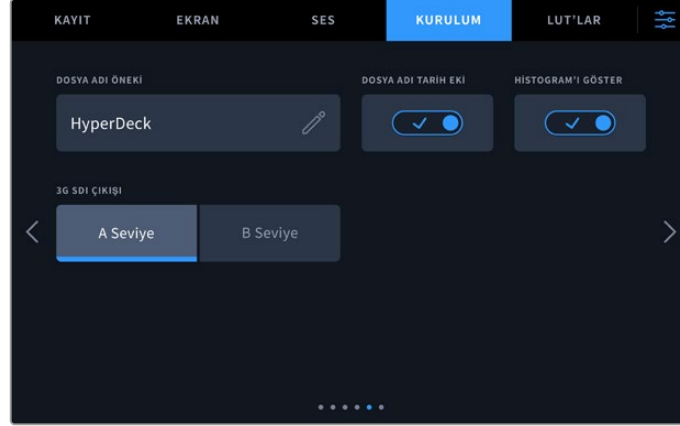 KAYIT EKRAN SES KURULUM LUT'LAR
DOSYA ADI ÖNEKİ DOSYA ADI TARİH EKİ HİSTOGRAM'I GÖSTER
HyperDeck
3G SDI ÇIKIŞI
A Seviye B Seviye